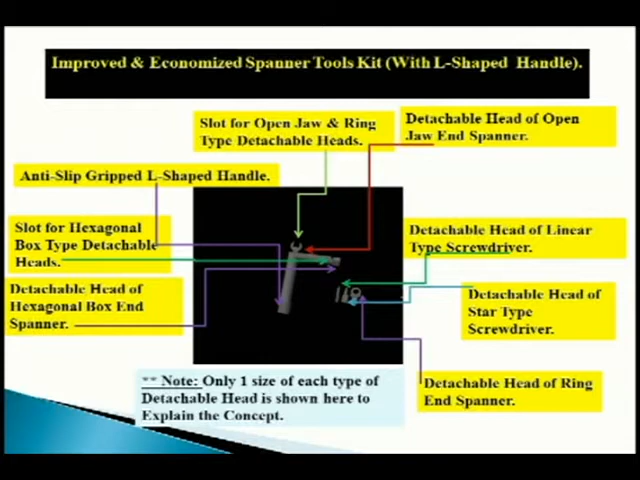 Improved & Economized Spanner Tools Kit (With L-Shaped Handle).
Slot for Open Jaw & Ring
Type Detachable Heads.
Detachable Head of Open
Jaw End Spanner.
Anti-Slip Gripped L-Shaped Handle.
Slot for Hexagonal
Box Type Detachable
Heads.
Detachable Head of Linear
Type Screwdriver.
Detachable Head of
Hexagonal Box End
Spanner.
Detachable Head of
Star Type
Screwdriver.
** Note: Only 1 size of each type of
Detachable Head is shown here to
Explain the Concept.
Detachable Head of Ring
End Spanner.